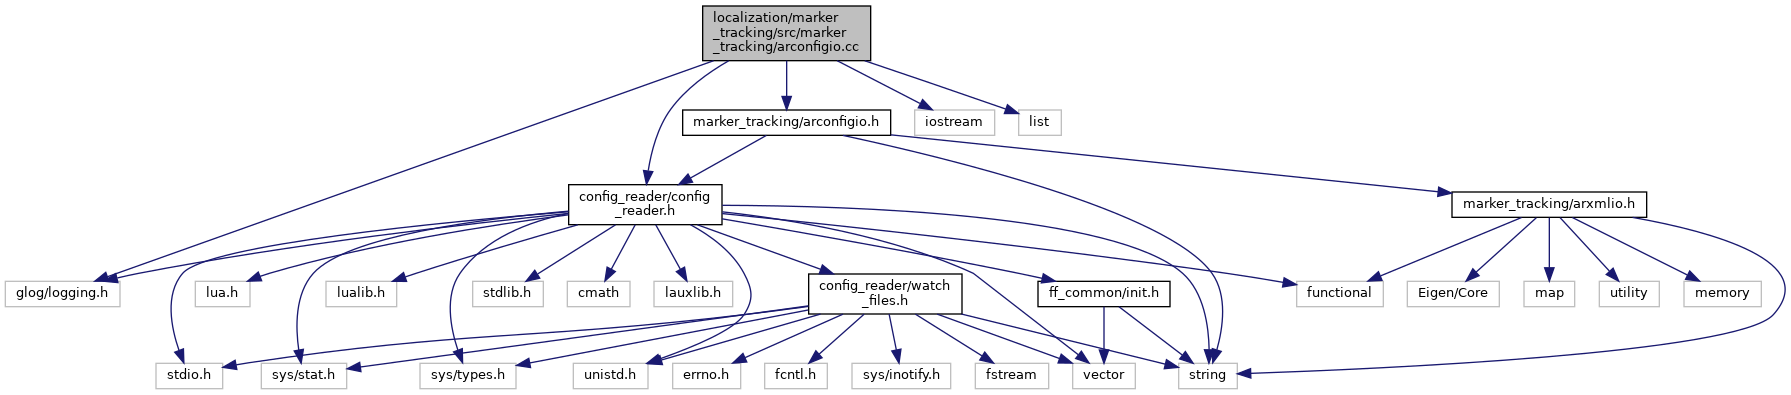 localization/marker
_tracking/src/marker
_tracking/arconfigio.cc
marker_tracking/arconfigio.h
iostream
list
config_reader/config
_reader.h
marker_tracking/arxmlio.h
glog/logging.h
lua.h
lualib.h
stdlib.h
cmath
lauxlib.h
config_reader/watch
_files.h
ff_common/init.h
functional
Eigen/Core
map
utility
memory
stdio.h
sys/stat.h
sys/types.h
unistd.h
errno.h
fcntl.h
sys/inotify.h
fstream
vector
string